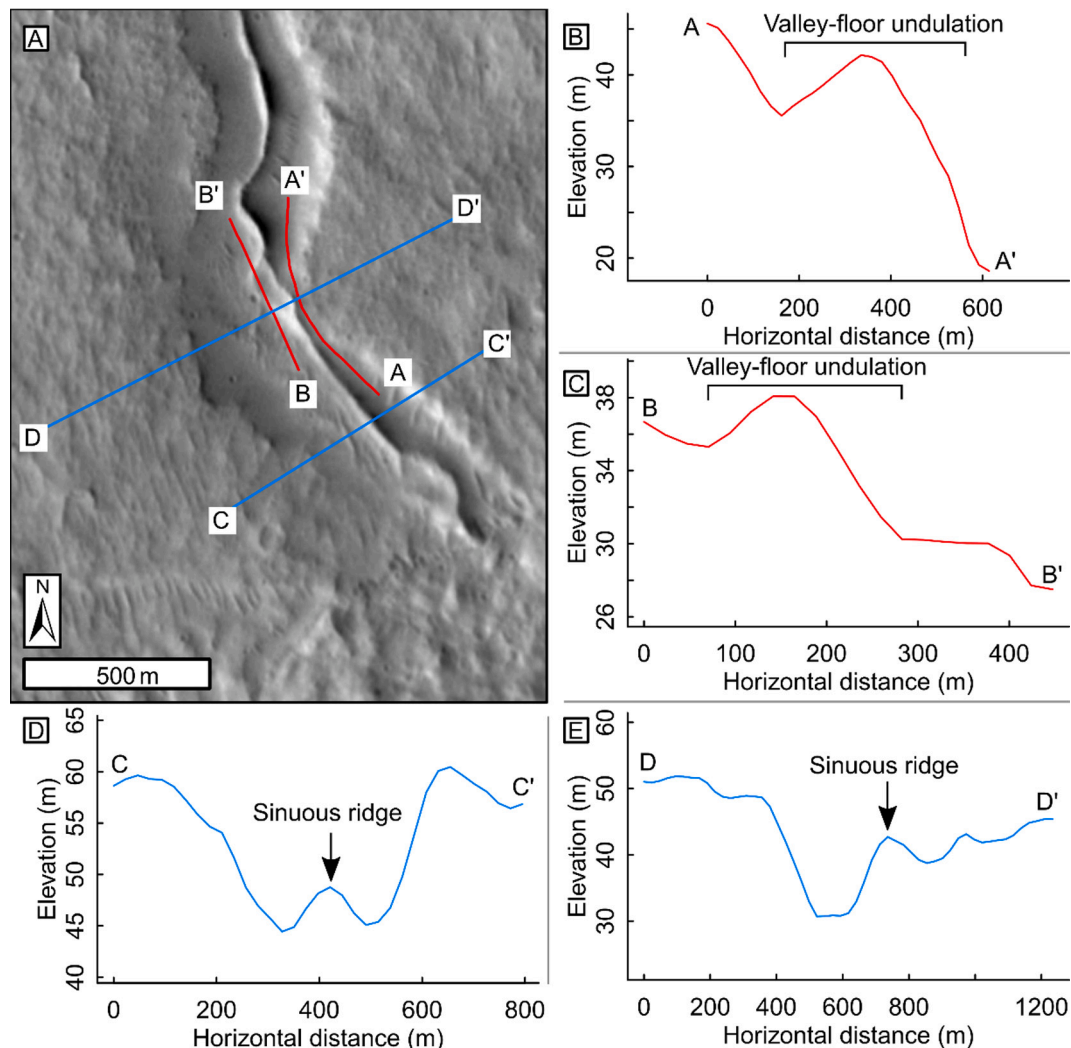 A
B'
A'
D'
C'
A
B
D
C
N
500 m
B
A
Valley-floor undulation
Elevation (m)
40
30
20
A'
0
200
400
600
Horizontal distance (m)
C
Valley-floor undulation
B
Elevation (m)
38
34
30
26
B'
0
100
200
300
400
Horizontal distance (m)
D
65
60
55
50
45
40
Elevation (m)
C
C'
Sinuous ridge
0
200
400
600
800
Horizontal distance (m)
E
60
50
40
30
Elevation (m)
D
Sinuous ridge
D'
0
200
400
600
800
1200
Horizontal distance (m)